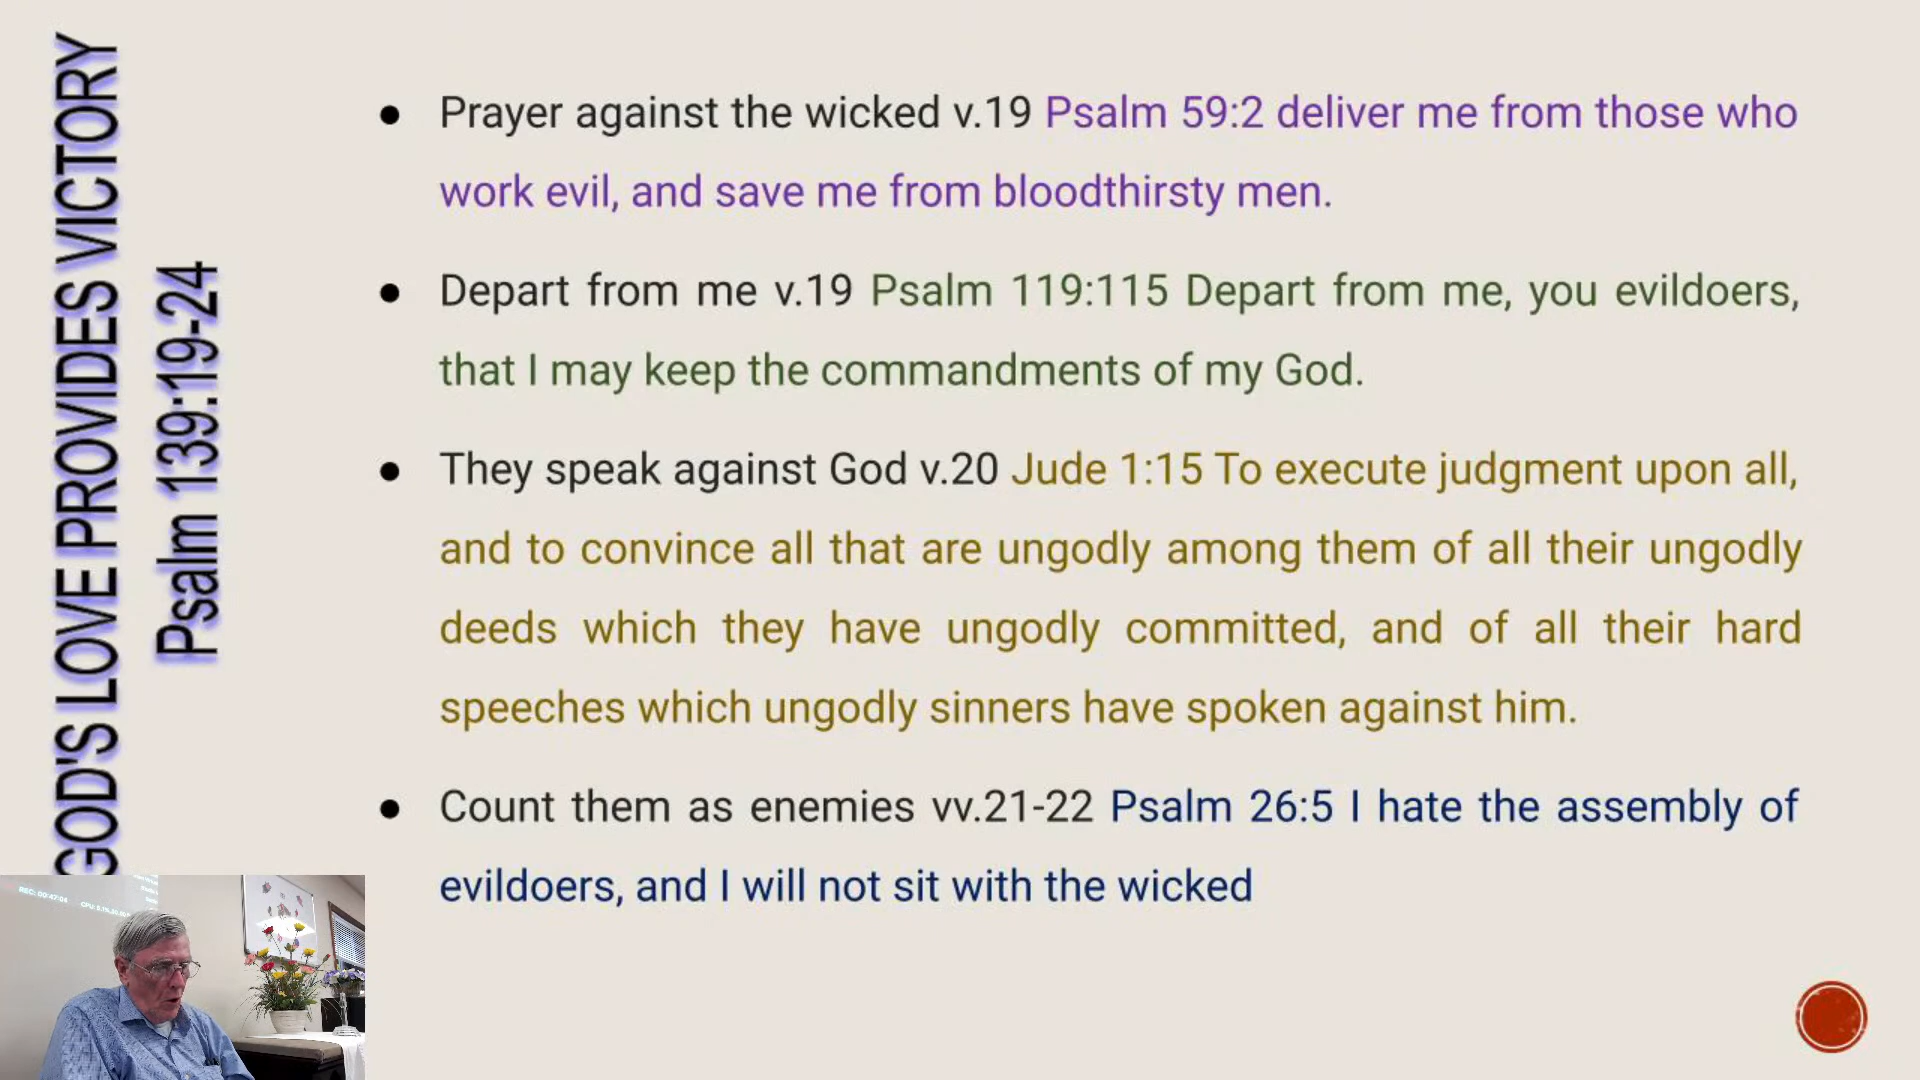 GOD'S LOVE PROVIDES VICTORY
Psalm 139:19-24
● Prayer against the wicked v.19 Psalm 59:2 deliver me from those who
work evil, and save me from bloodthirsty men.
● Depart from me v.19 Psalm 119:115 Depart from me, you evildoers,
that I may keep the commandments of my God.
● They speak against God v.20 Jude 1:15 To execute judgment upon all,
and to convince all that are ungodly among them of all their ungodly
deeds which they have ungodly committed, and of all their hard
speeches which ungodly sinners have spoken against him.
● Count them as enemies vv.21-22 Psalm 26:5 I hate the assembly of
evildoers, and I will not sit with the wicked
REC: 00:47:04